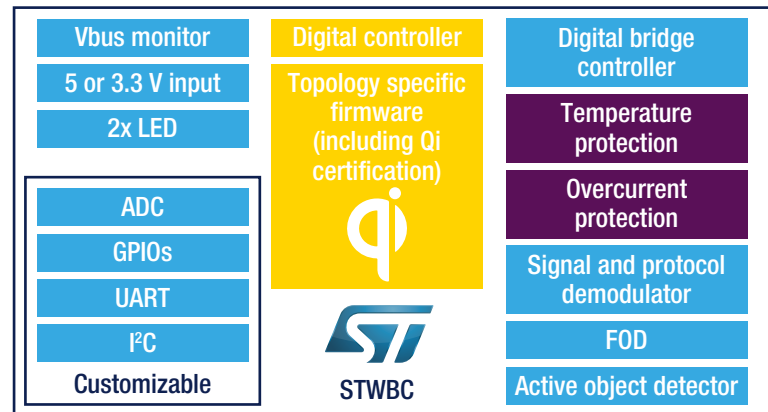 Vbus monitor
5 or 3.3 V input
2x LED
ADC
GPIOs
UART
I²C
Customizable
Digital controller
Topology specific
firmware
(including Qi
certification)
qi
ST
STWBC
Digital bridge
controller
Temperature
protection
Overcurrent
protection
Signal and protocol
demodulator
FOD
Active object detector